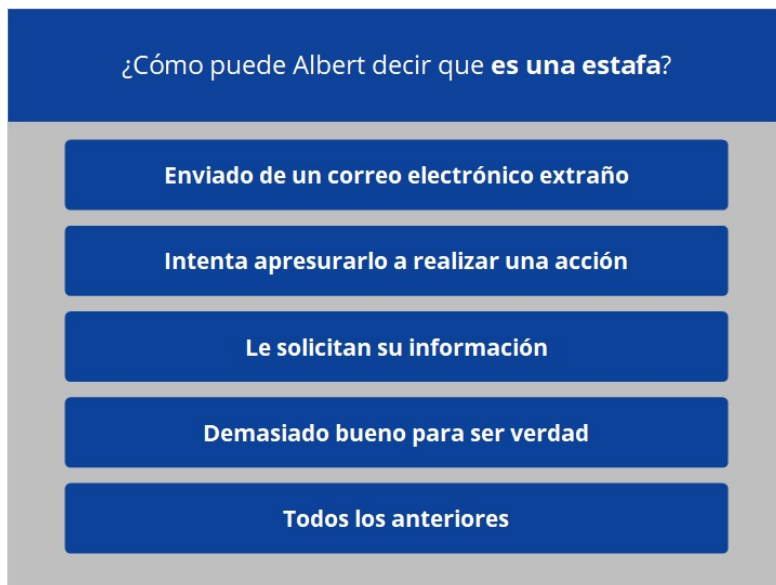 ¿Cómo puede Albert decir que es una estafa?
Enviado de un correo electrónico extraño
Intenta apresurarlo a realizar una acción
Le solicitan su información
Demasiado bueno para ser verdad
Todos los anteriores